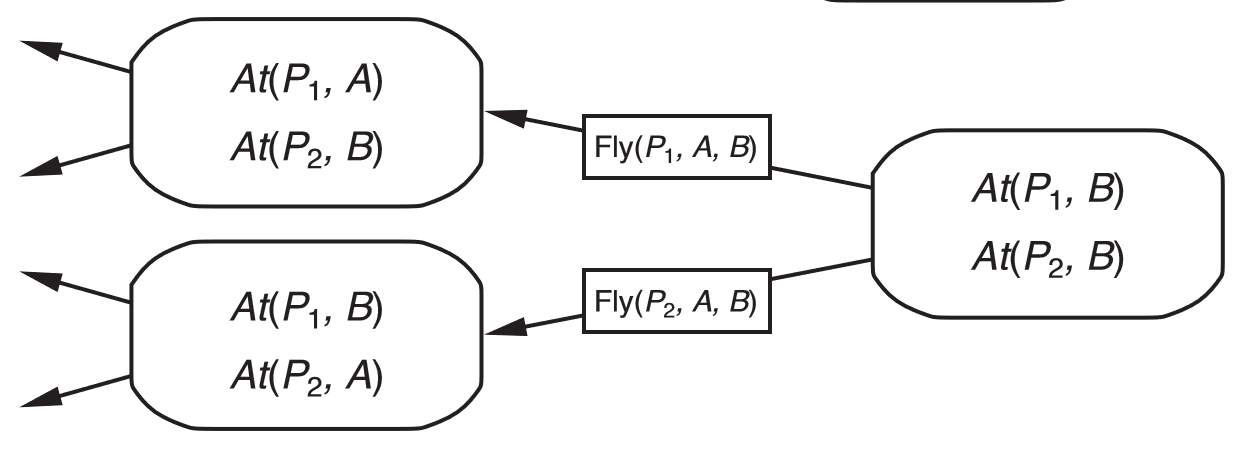 At(P₁, A)
At(P₂, B)
Fly(P₁, A, B)
At(P₁, B)
At(P₂, B)
Fly(P₂, A, B)
At(P₁, B)
At(P₂, A)